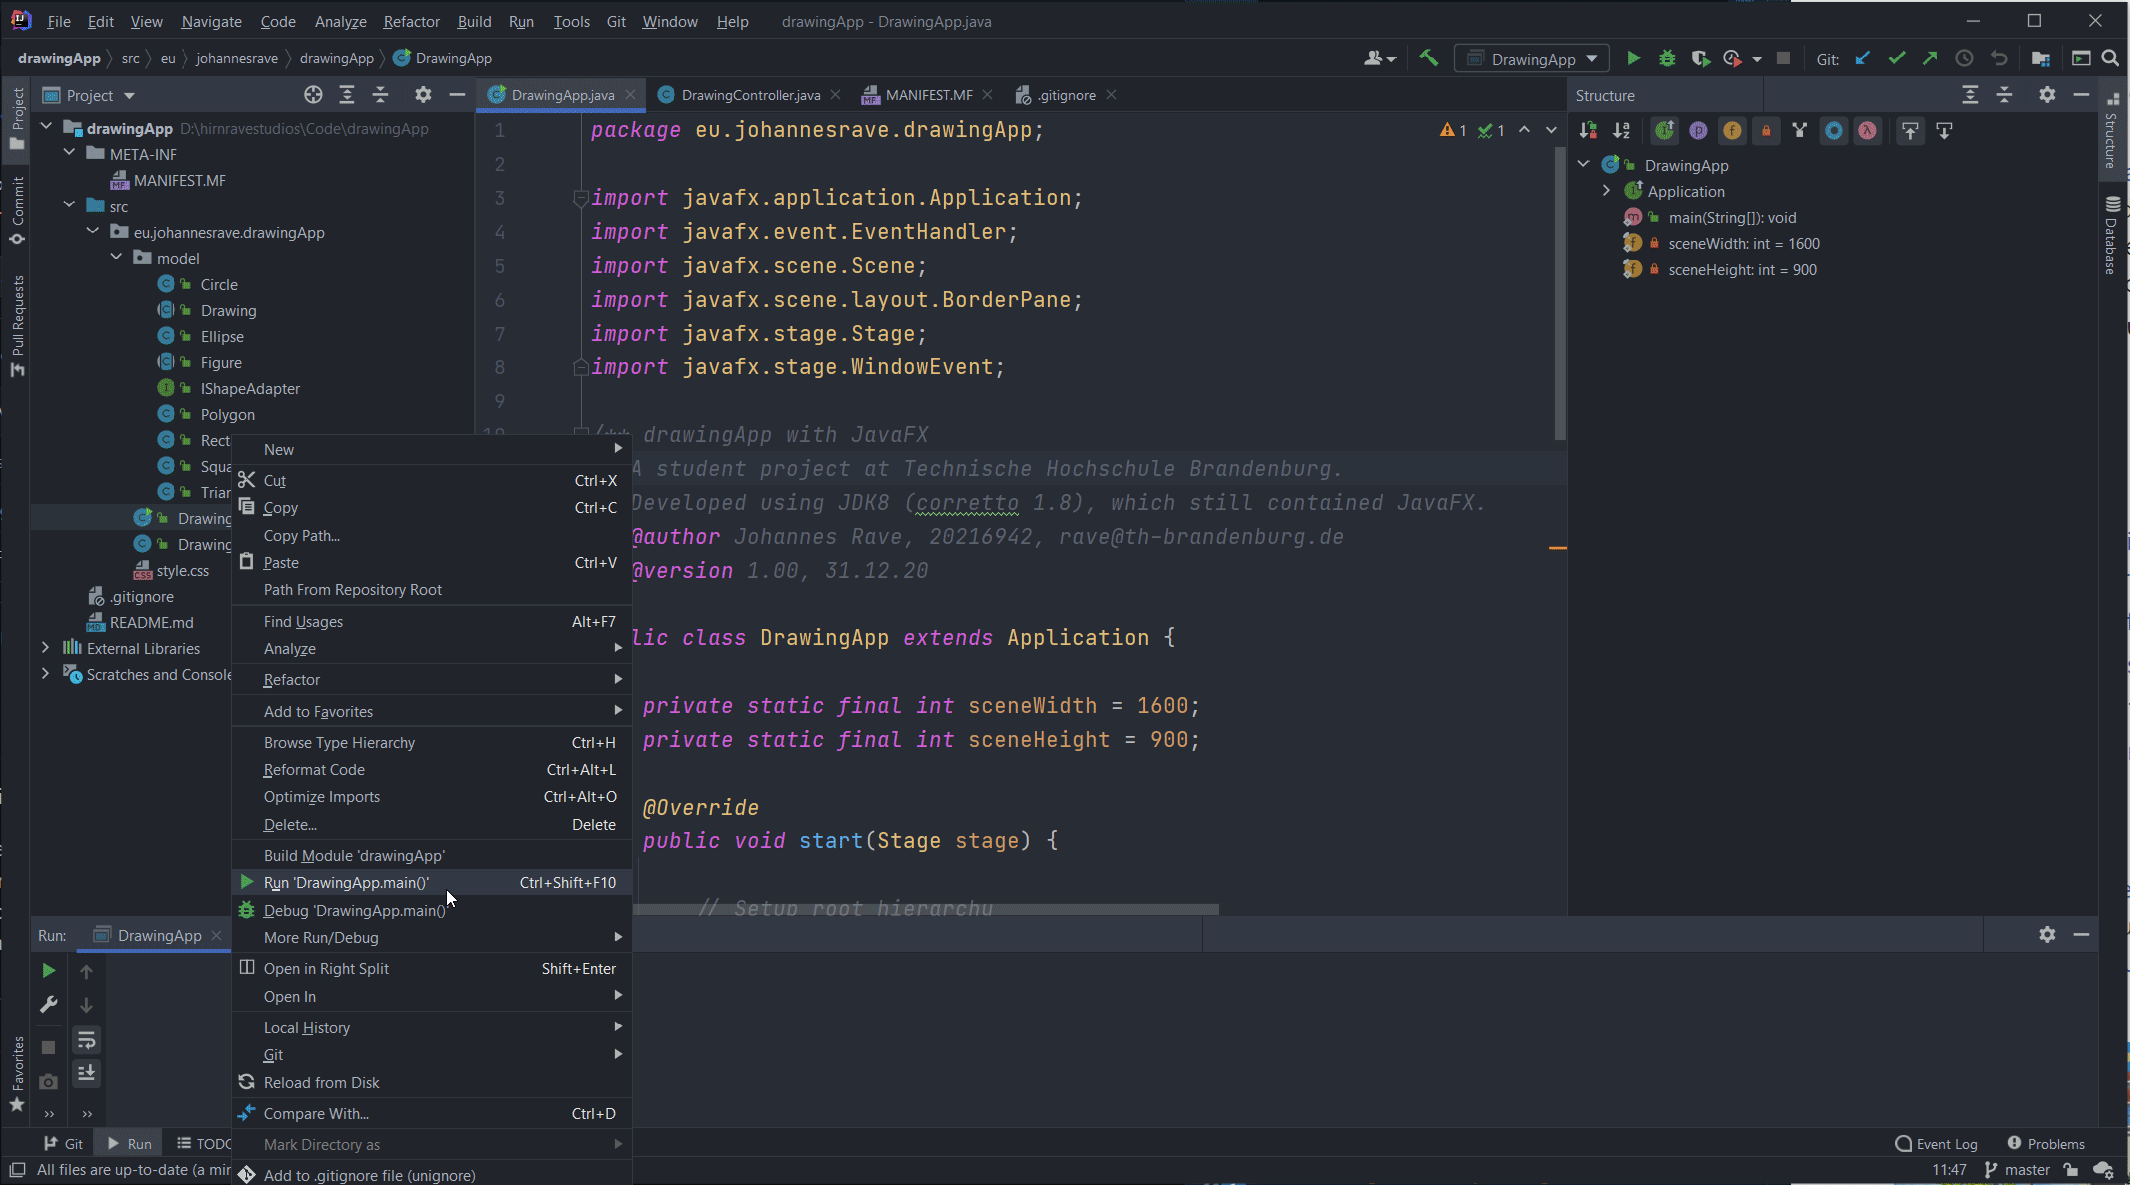 File Edit View Navigate Code Analyze Refactor Build Run Tools Git Window Help drawingApp - DrawingApp.java
drawingApp src eu johannesrave drawingApp DrawingApp
DrawingApp Git:
Project
DrawingApp.java DrawingController.java MANIFEST.MF .gitignore
Structure
Project
Commit
Pull Requests
Favorites
drawingApp D:\hirnravestudios\Code\drawingApp
META-INF
MANIFEST.MF
src
eu.johannesrave.drawingApp
model
Circle
Drawing
Ellipse
Figure
IShapeAdapter
Polygon
Rect
Squa
Trian
Drawing
Drawing
style.css
.gitignore
README.md
External Libraries
Scratches and Console
1 package eu.johannesrave.drawingApp;
2
3 import javafx.application.Application;
4 import javafx.event.EventHandler;
5 import javafx.scene.Scene;
6 import javafx.scene.layout.BorderPane;
7 import javafx.stage.Stage;
8 import javafx.stage.WindowEvent;
9
10 /** drawingApp with JavaFX
A student project at Technische Hochschule Brandenburg.
Developed using JDK8 (corretto 1.8), which still contained JavaFX.
@author Johannes Rave, 20216942, rave@th-brandenburg.de
@version 1.00, 31.12.20
lic class DrawingApp extends Application {
private static final int sceneWidth = 1600;
private static final int sceneHeight = 900;
@Override
public void start(Stage stage) {
// Setup root hierarchy
1 1
DrawingApp
Application
main(String[]): void
sceneWidth: int = 1600
sceneHeight: int = 900
Structure
Database
New
Cut Ctrl+X
Copy Ctrl+C
Copy Path...
Paste Ctrl+V
Path From Repository Root
Find Usages Alt+F7
Analyze
Refactor
Add to Favorites
Browse Type Hierarchy Ctrl+H
Reformat Code Ctrl+Alt+L
Optimize Imports Ctrl+Alt+O
Delete... Delete
Build Module 'drawingApp'
Run 'DrawingApp.main()' Ctrl+Shift+F10
Debug 'DrawingApp.main()'
More Run/Debug
Open in Right Split Shift+Enter
Open In
Local History
Git
Reload from Disk
Compare With... Ctrl+D
Mark Directory as
Add to .gitignore file (unignore)
Run: DrawingApp
Git Run TODO
Event Log Problems
All files are up-to-date (a min
11:47 master